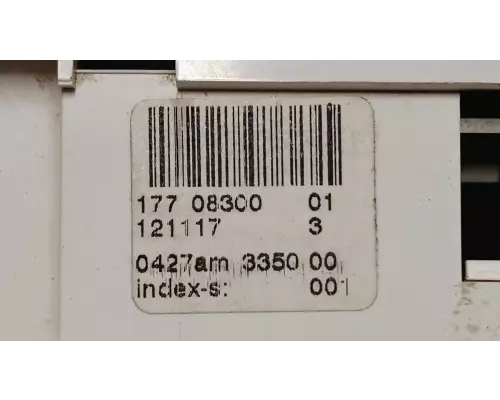 177 08300 01
121117 3
0427am 3350 00
index-s: 001